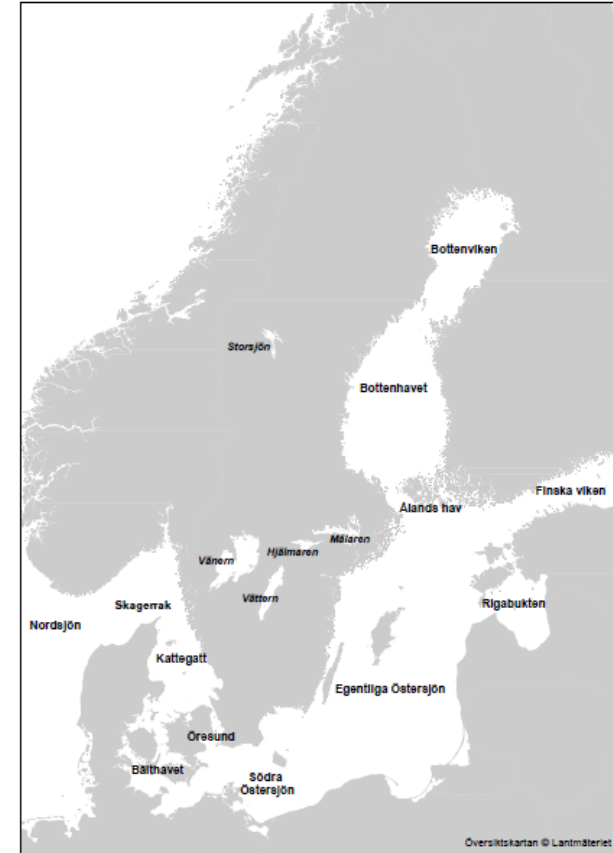 Bottenviken
Storsjön
Bottenhavet
Finska viken
Ålands hav
Mälaren
Hjälmaren
Vänern
Vättern
Rigabukten
Skagerrak
Nordsjön
Kattegatt
Egentliga Östersjön
Öresund
Bälthavet
Södra
Östersjön
Översiktskartan © Lantmäteriet